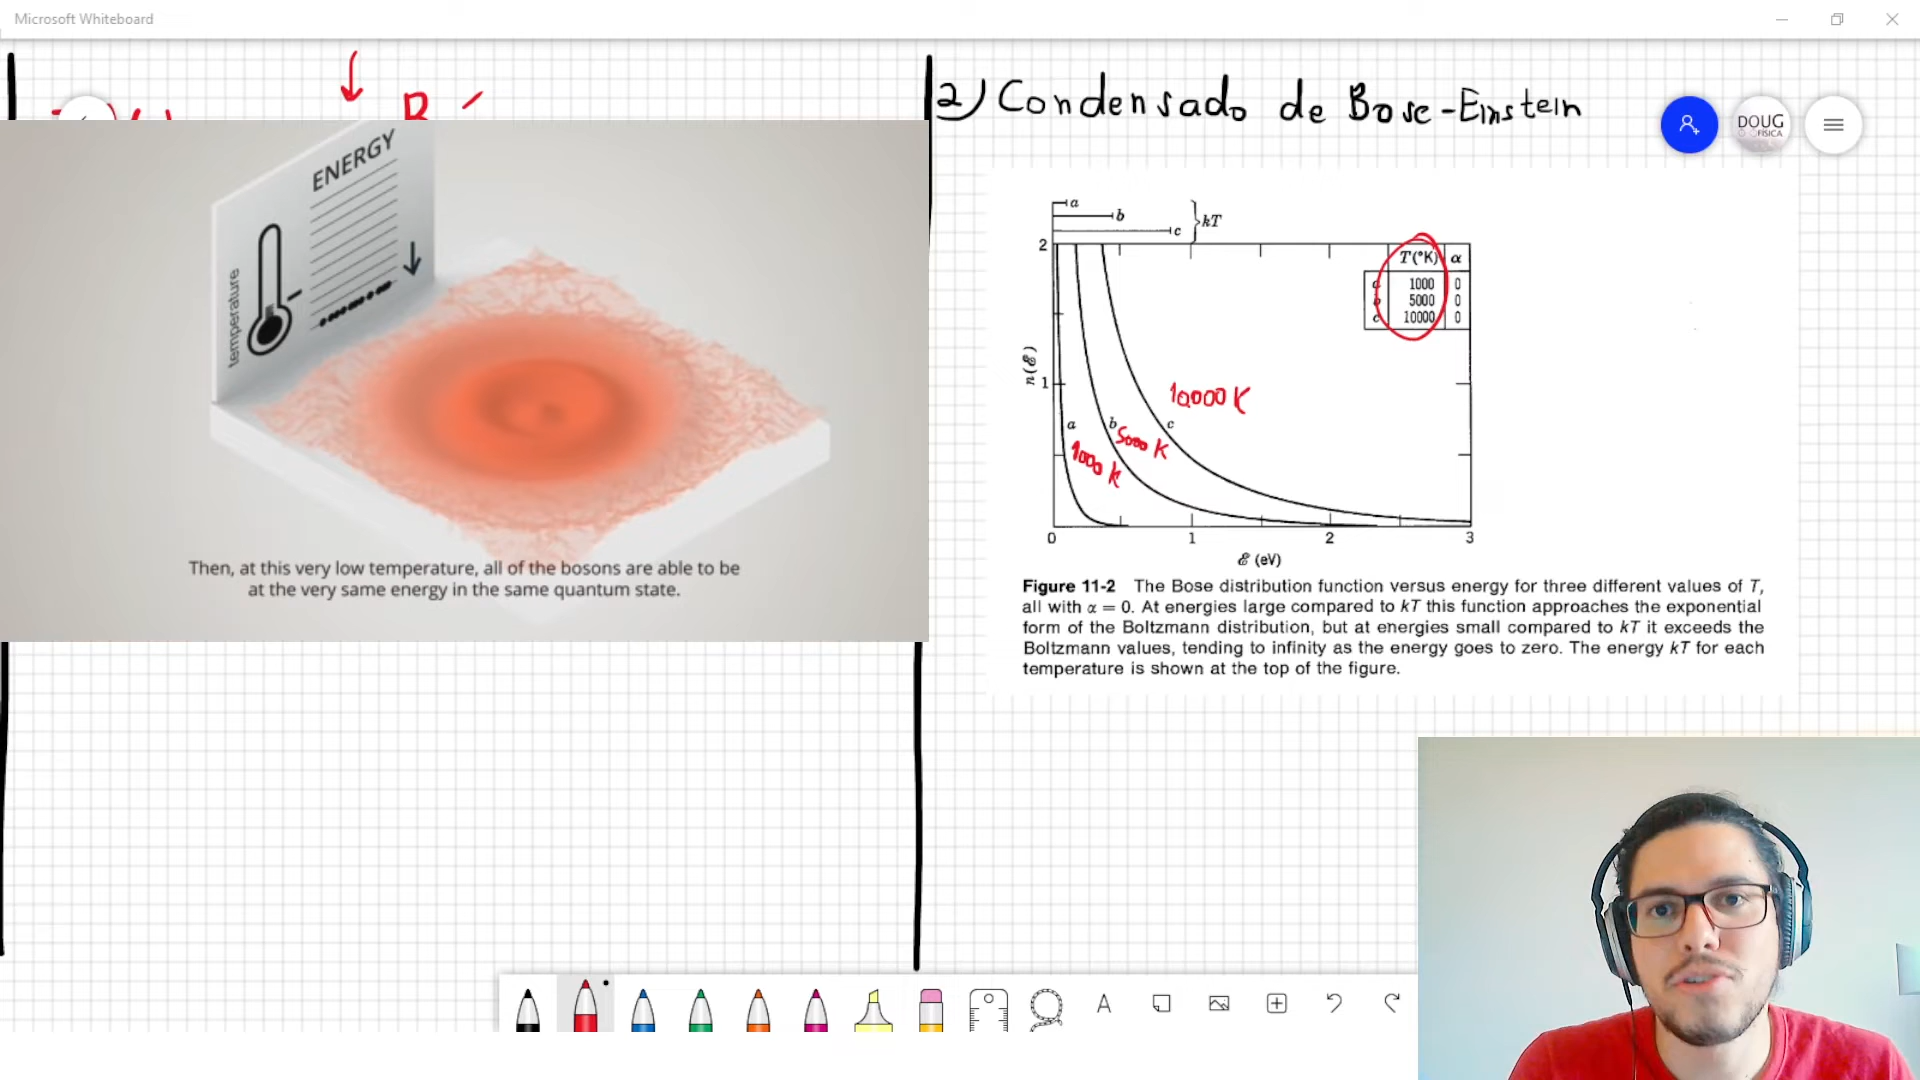 Microsoft Whiteboard
2) Condensado de Bose-Einstein
DOUG
FÍSICA
ENERGY
temperature
Then, at this very low temperature, all of the bosons are able to be
at the very same energy in the same quantum state.
a
b
c
kT
2
1
n(ℰ)
T(°K) α
a 1000 0
b 5000 0
c 10000 0
10000 K
a
b
c
5000 K
1000 K
0 1 2 3
ℰ (eV)
Figure 11-2 The Bose distribution function versus energy for three different values of T,
all with α = 0. At energies large compared to kT this function approaches the exponential
form of the Boltzmann distribution, but at energies small compared to kT it exceeds the
Boltzmann values, tending to infinity as the energy goes to zero. The energy kT for each
temperature is shown at the top of the figure.
A